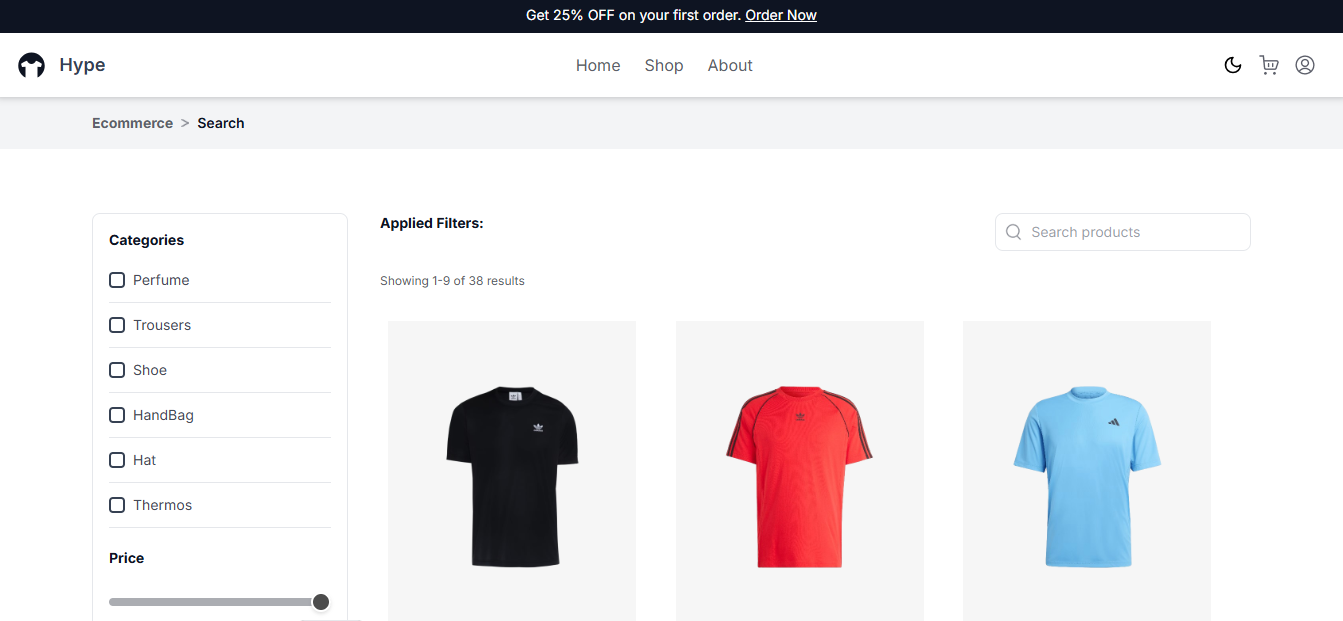 Get 25% OFF on your first order. Order Now
Hype
Home
Shop
About
Ecommerce > Search
Categories
Perfume
Trousers
Shoe
HandBag
Hat
Thermos
Price
Applied Filters:
Search products
Showing 1-9 of 38 results